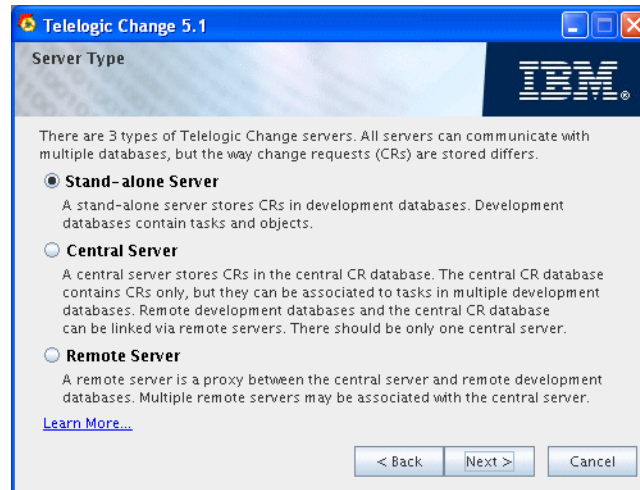 Telelogic Change 5.1
Server Type
IBM®
There are 3 types of Telelogic Change servers. All servers can communicate with
multiple databases, but the way change requests (CRs) are stored differs.
Stand-alone Server
A stand-alone server stores CRs in development databases. Development
databases contain tasks and objects.
Central Server
A central server stores CRs in the central CR database. The central CR database
contains CRs only, but they can be associated to tasks in multiple development
databases. Remote development databases and the central CR database
can be linked via remote servers. There should be only one central server.
Remote Server
A remote server is a proxy between the central server and remote development
databases. Multiple remote servers may be associated with the central server.
Learn More...
< Back
Next >
Cancel